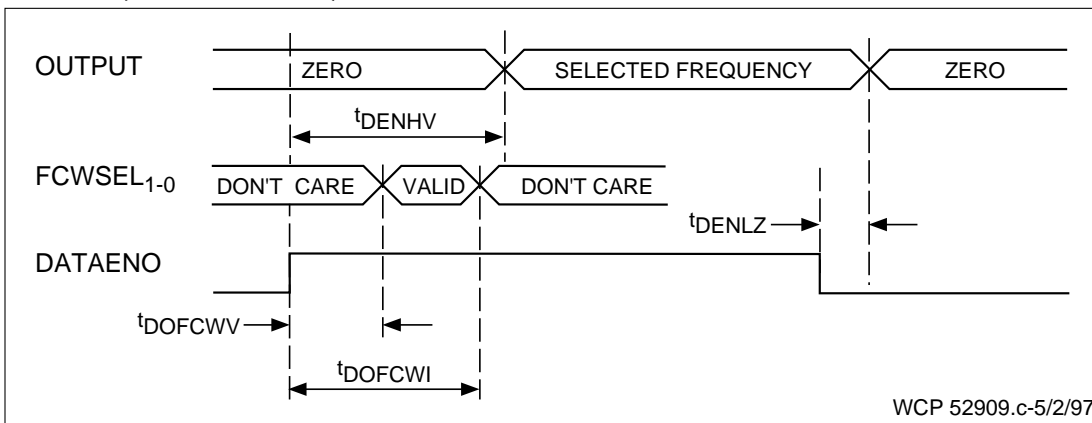 OUTPUT
ZERO
SELECTED FREQUENCY
ZERO
tDENHV
FCWSEL1-0
DON'T CARE
VALID
DON'T CARE
tDENLZ
DATAENO
tDOFCWV
tDOFCWI
WCP 52909.c-5/2/97